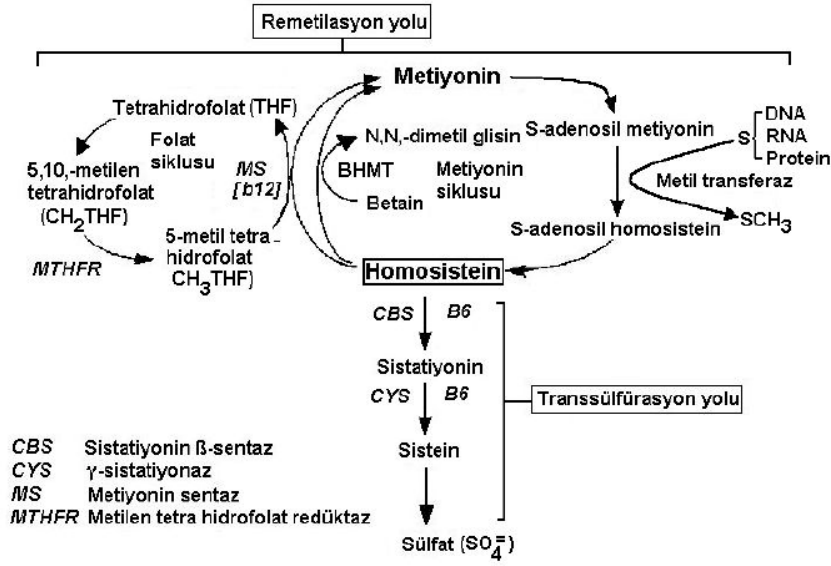 Remetilasyon yolu
Metiyonin
Tetrahidrofolat (THF)
Folat
siklusu
5,10,-metilen
tetrahidrofolat
(CH2THF)
MTHFR
5-metil tetra
hidrofolat
CH3THF)
MS
[b12]
N,N,-dimetil glisin
BHMT
Betain
Metiyonin
siklusu
S-adenosil metiyonin
S
DNA
RNA
Protein
Metil transferaz
SCH3
S-adenosil homosistein
Homosistein
CBS B6
Sistatiyonin
CYS B6
Sistein
Sülfat (SO4=)
Transsülfürasyon yolu
CBS Sistatiyonin ß-sentaz
CYS γ-sistatiyonaz
MS Metiyonin sentaz
MTHFR Metilen tetra hidrofolat redüktaz